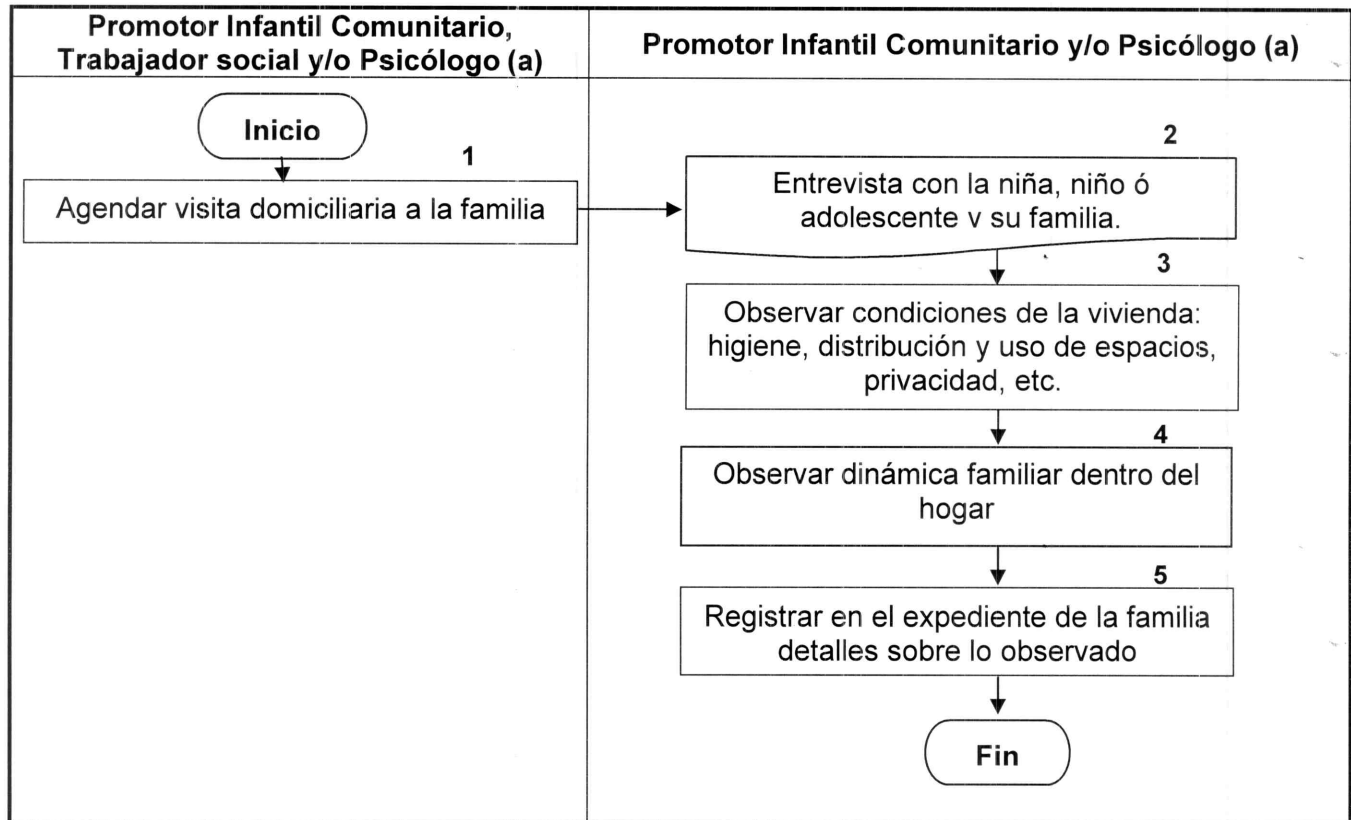 Promotor Infantil Comunitario,
Trabajador social y/o Psicólogo (a)
Promotor Infantil Comunitario y/o Psicólogo (a)
Inicio
1
Agendar visita domiciliaria a la familia
2
Entrevista con la niña, niño ó
adolescente v su familia.
3
Observar condiciones de la vivienda:
higiene, distribución y uso de espacios,
privacidad, etc.
4
Observar dinámica familiar dentro del
hogar
5
Registrar en el expediente de la familia
detalles sobre lo observado
Fin